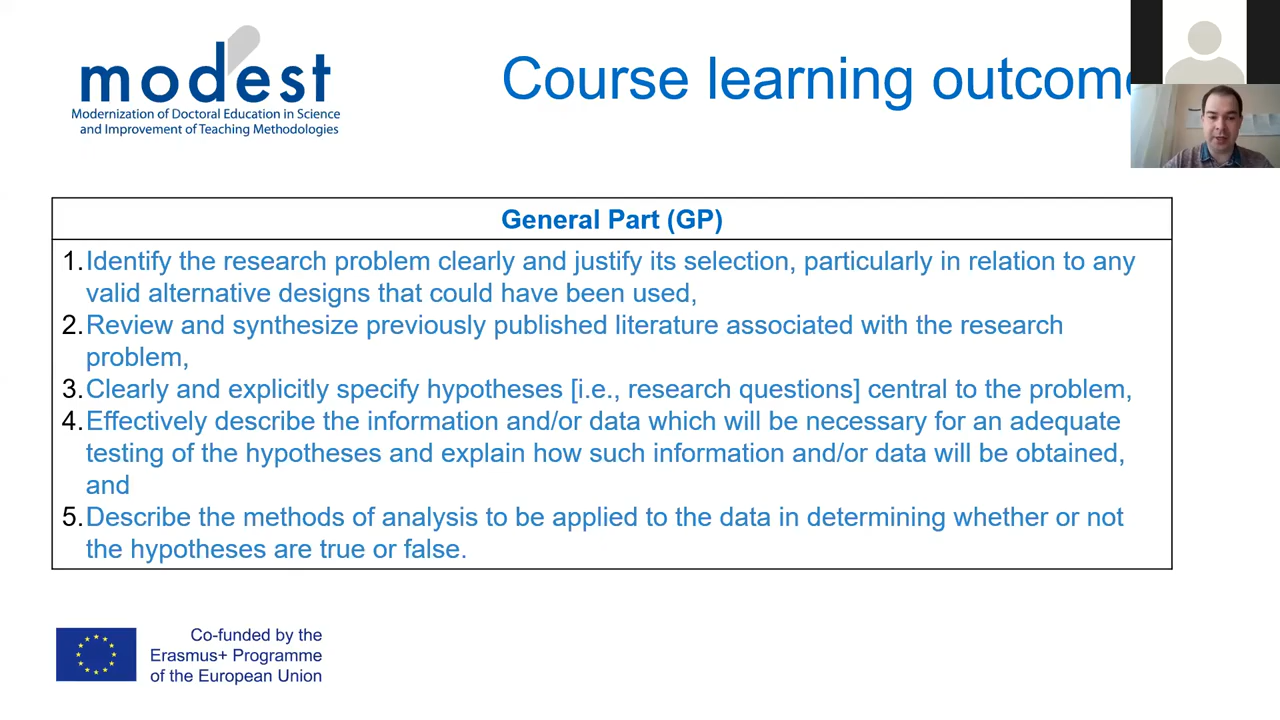 modest
Modernization of Doctoral Education in Science
and Improvement of Teaching Methodologies
Course learning outcom
General Part (GP)
1. Identify the research problem clearly and justify its selection, particularly in relation to any
valid alternative designs that could have been used,
2. Review and synthesize previously published literature associated with the research
problem,
3. Clearly and explicitly specify hypotheses [i.e., research questions] central to the problem,
4. Effectively describe the information and/or data which will be necessary for an adequate
testing of the hypotheses and explain how such information and/or data will be obtained,
and
5. Describe the methods of analysis to be applied to the data in determining whether or not
the hypotheses are true or false.
Co-funded by the
Erasmus+ Programme
of the European Union